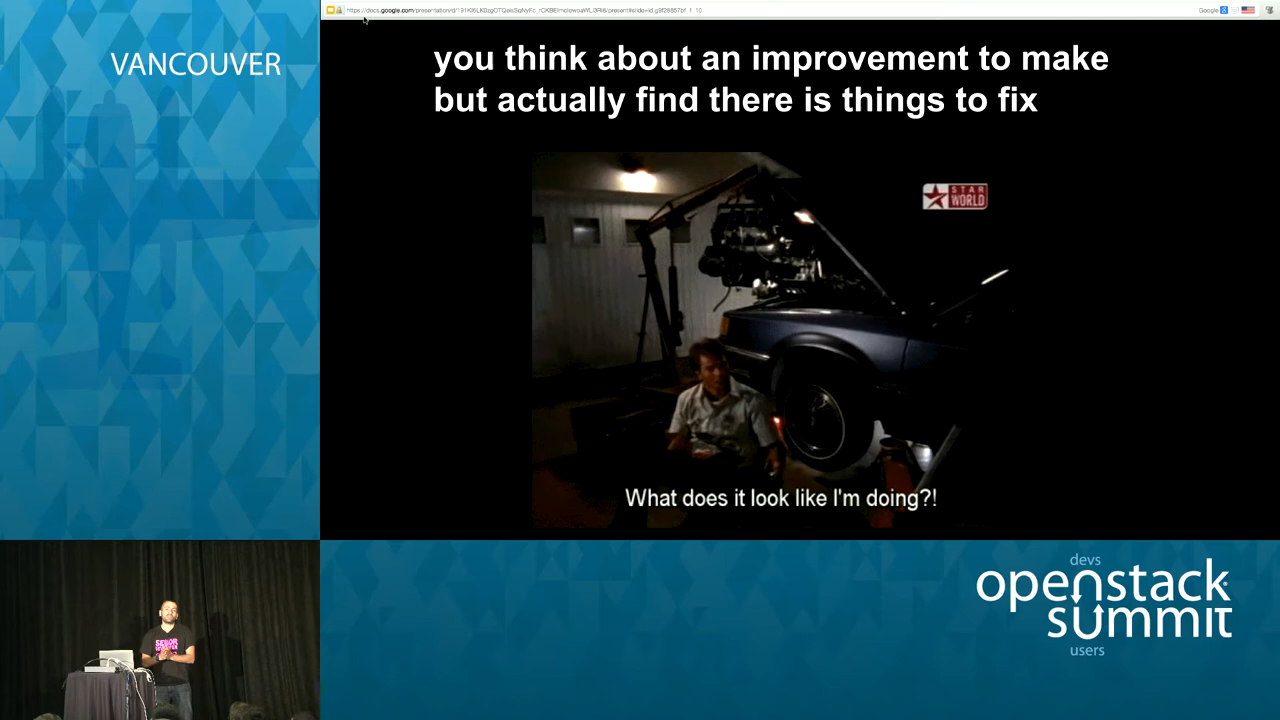 VANCOUVER
Google
you think about an improvement to make
but actually find there is things to fix
STAR
WORLD
What does it look like I'm doing?!
devs
openstack
summit
users